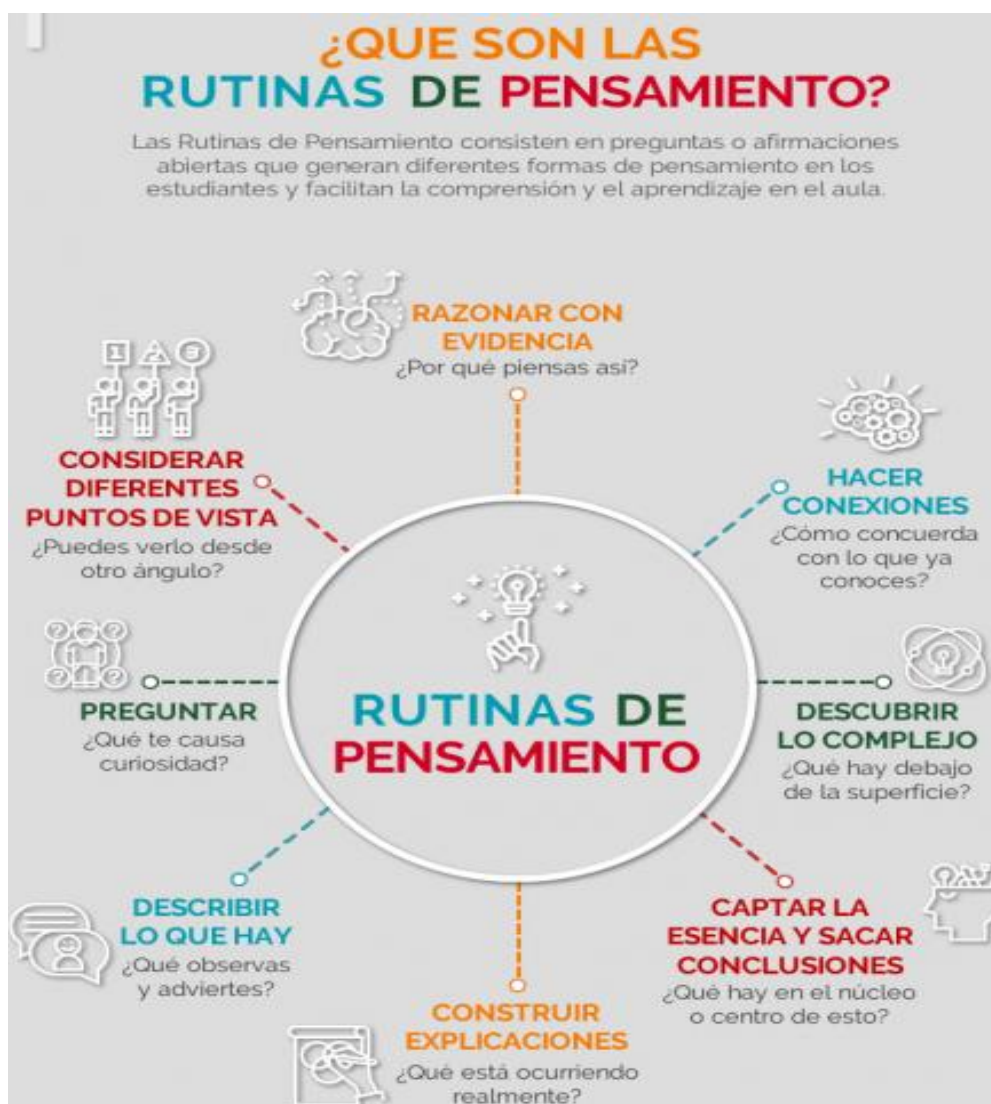 ¿QUE SON LAS
RUTINAS DE PENSAMIENTO?
Las Rutinas de Pensamiento consisten en preguntas o afirmaciones
abiertas que generan diferentes formas de pensamiento en los
estudiantes y facilitan la comprensión y el aprendizaje en el aula.
RAZONAR CON
EVIDENCIA
¿Por qué piensas así?
1 2 3
CONSIDERAR
DIFERENTES
PUNTOS DE VISTA
¿Puedes verlo desde
otro ángulo?
HACER
CONEXIONES
¿Cómo concuerda
con lo que ya
conoces?
PREGUNTAR
¿Qué te causa
curiosidad?
RUTINAS DE
PENSAMIENTO
DESCUBRIR
LO COMPLEJO
¿Qué hay debajo
de la superficie?
DESCRIBIR
LO QUE HAY
¿Qué observas
y adviertes?
CAPTAR LA
ESENCIA Y SACAR
CONCLUSIONES
¿Qué hay en el núcleo
o centro de esto?
CONSTRUIR
EXPLICACIONES
¿Qué está ocurriendo
realmente?